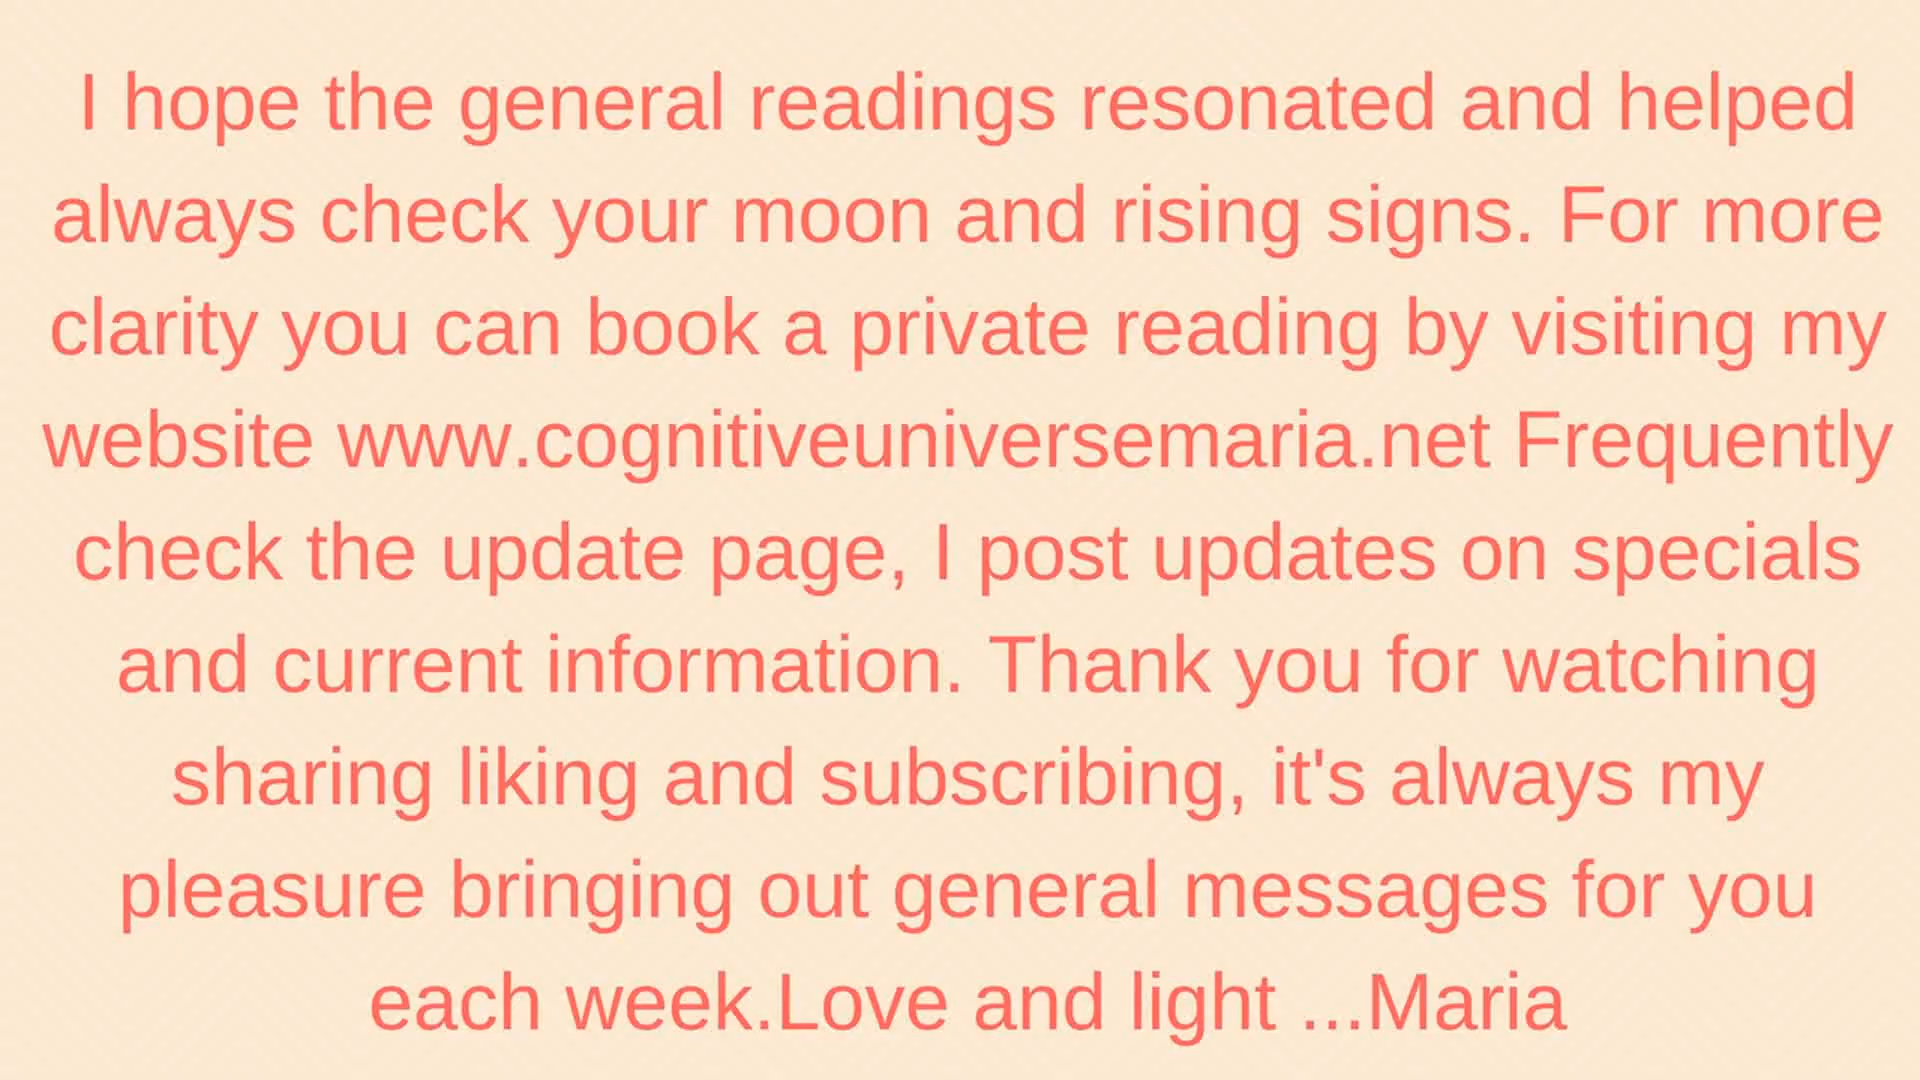 I hope the general readings resonated and helped
always check your moon and rising signs. For more
clarity you can book a private reading by visiting my
website www.cognitiveuniversemaria.net Frequently
check the update page, I post updates on specials
and current information. Thank you for watching
sharing liking and subscribing, it's always my
pleasure bringing out general messages for you
each week.Love and light ...Maria